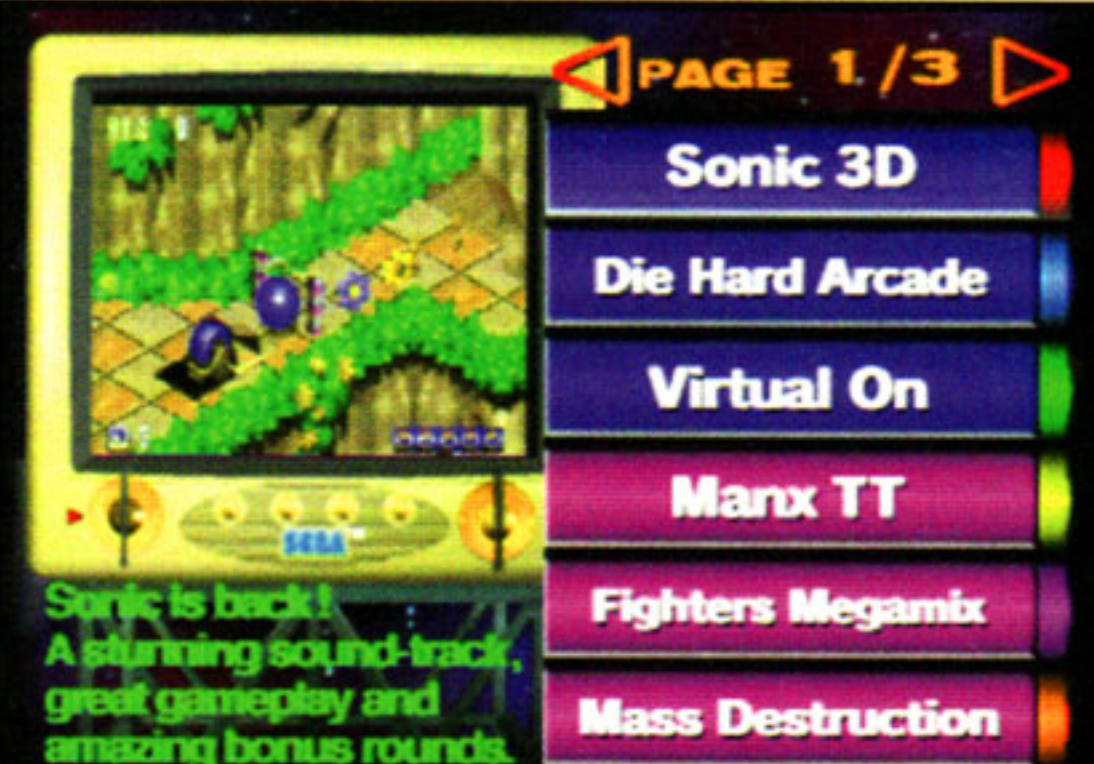 PAGE 1/3
Sonic 3D
Die Hard Arcade
Virtual On
Manx TT
Fighters Megamix
Mass Destruction
SEGA™
Sonic is back!
A stunning sound-track,
great gameplay and
amazing bonus rounds.